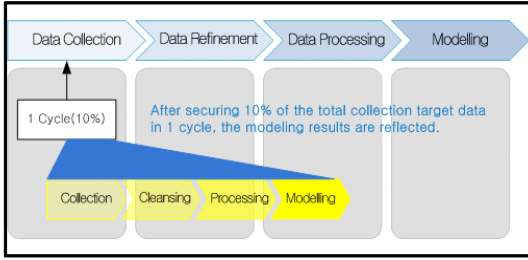 Data Collection
Data Refinement
Data Processing
Modelling
1 Cycle(10%)
After securing 10% of the total collection target data
in 1 cycle, the modeling results are reflected.
Collection
Cleansing
Processing
Modelling